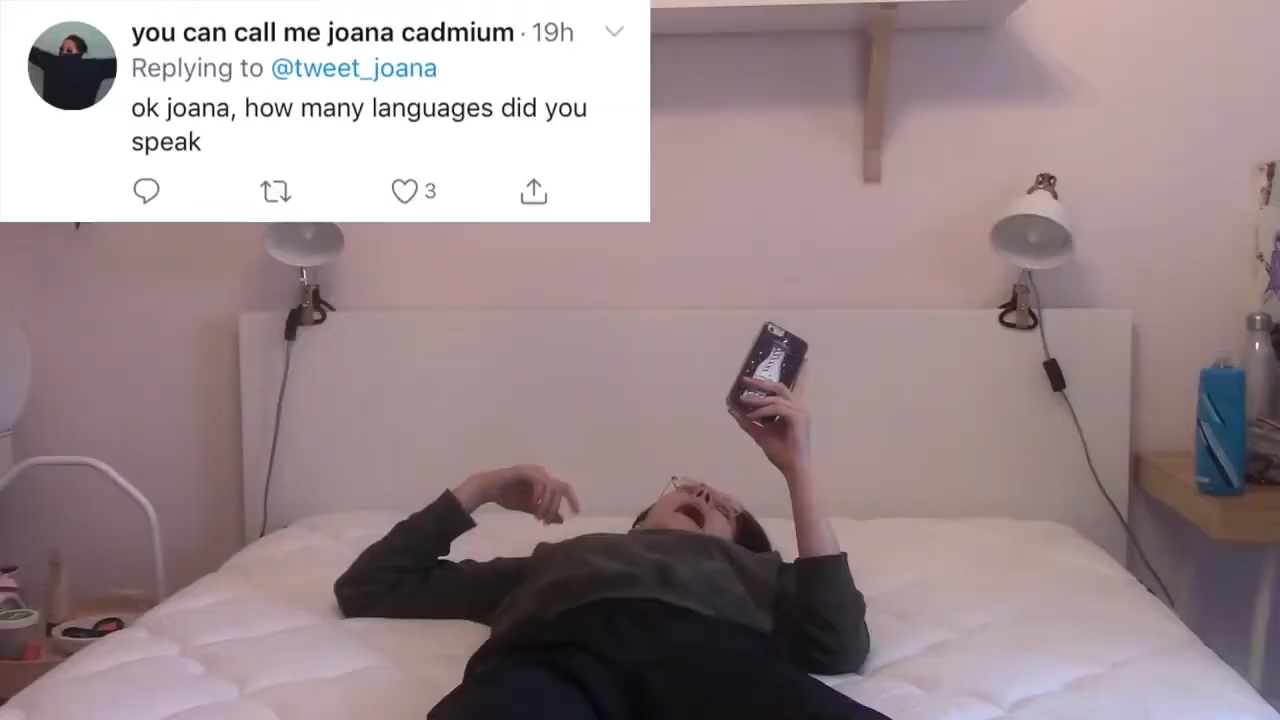 you can call me joana cadmium · 19h
Replying to @tweet_joana
ok joana, how many languages did you
speak
3